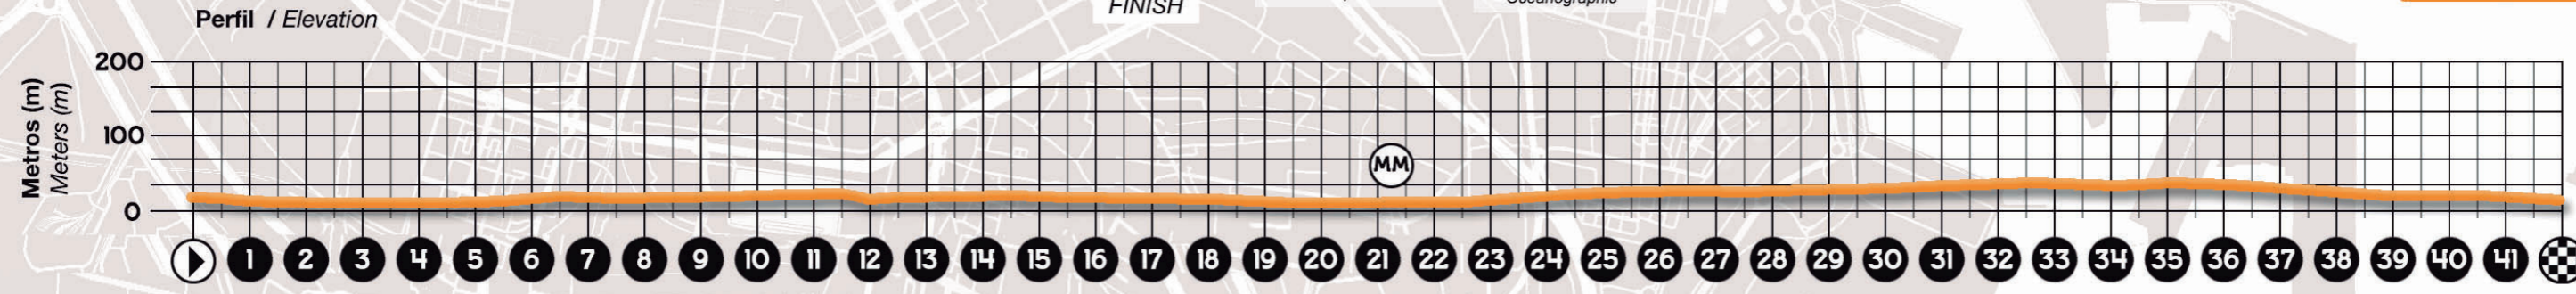 FINISH
Oceanographic
Perfil / Elevation
Metros (m)
Meters (m)
200
100
0
MM
1 2 3 4 5 6 7 8 9 10 11 12 13 14 15 16 17 18 19 20 21 22 23 24 25 26 27 28 29 30 31 32 33 34 35 36 37 38 39 40 41